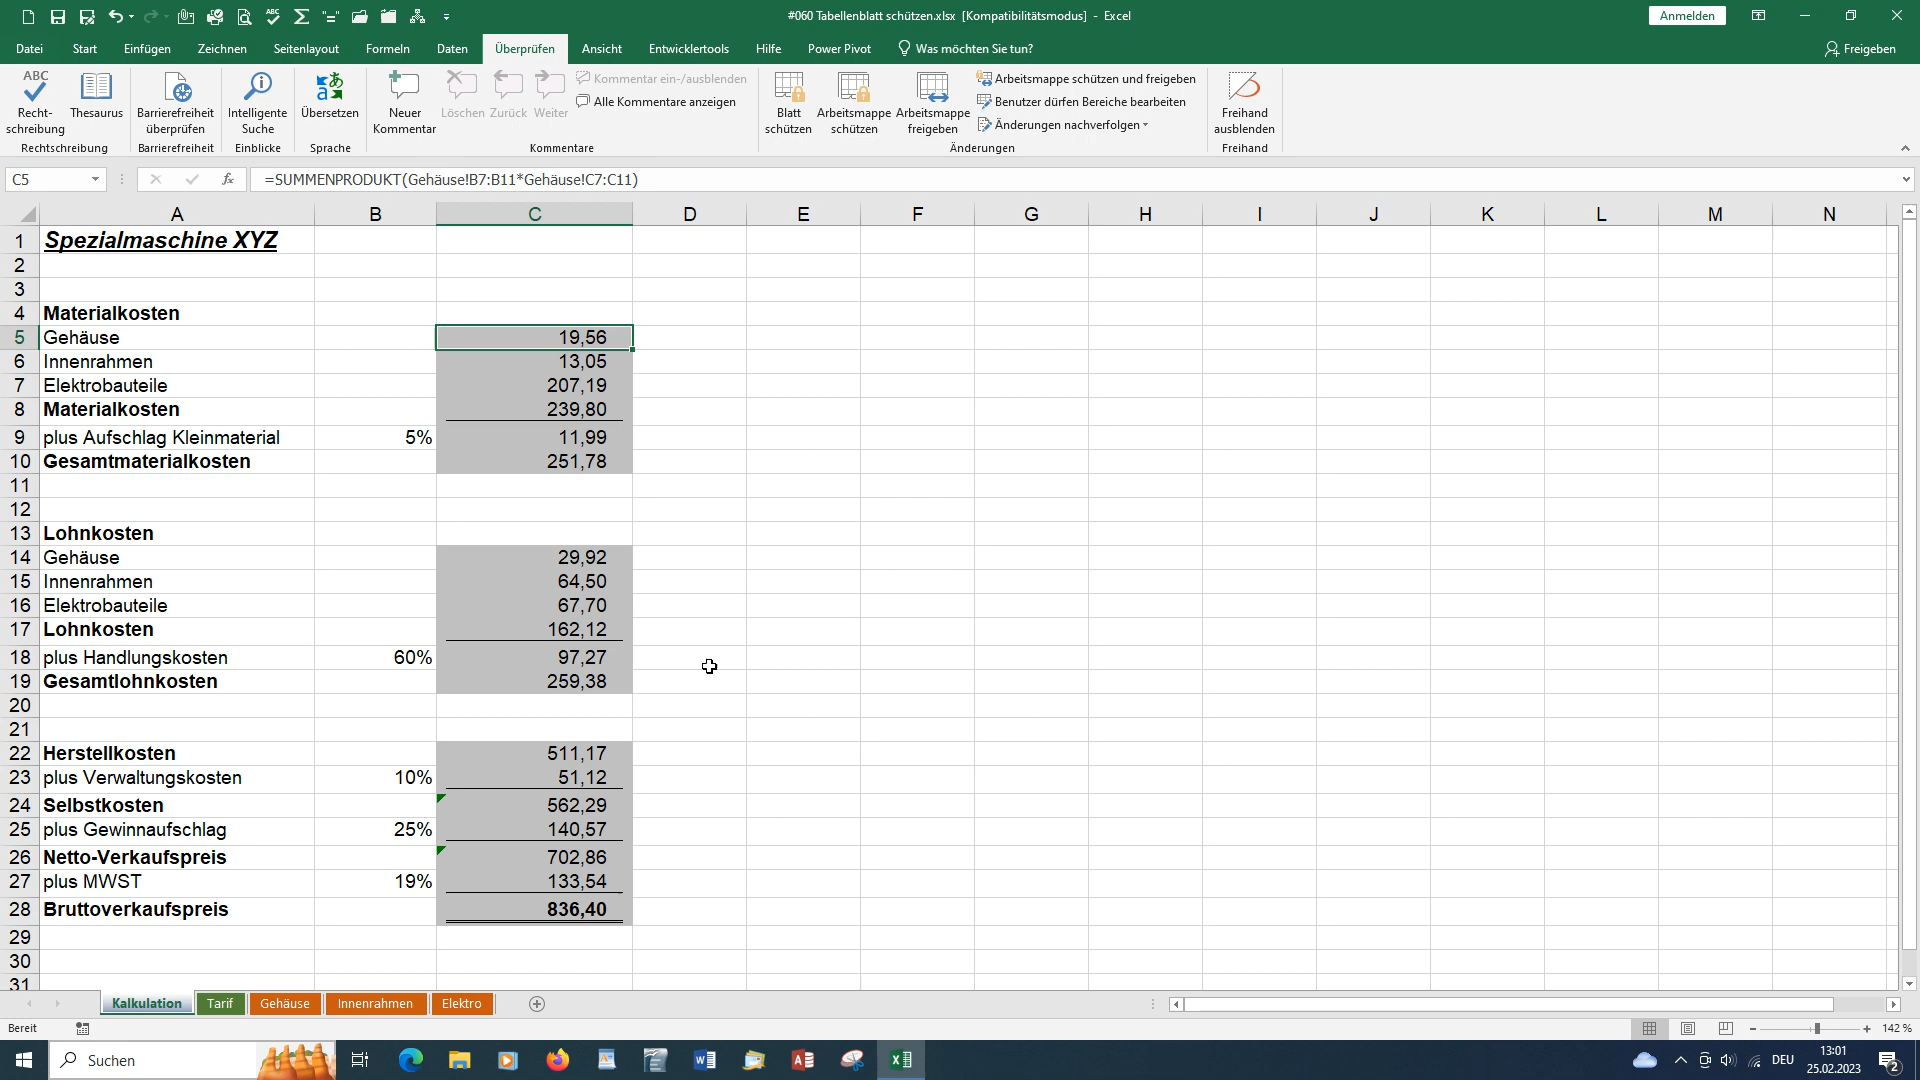 #060 Tabellenblatt schützen.xlsx [Kompatibilitätsmodus] - Excel
Anmelden
Datei Start Einfügen Zeichnen Seitenlayout Formeln Daten Überprüfen Ansicht Entwicklertools Hilfe Power Pivot Was möchten Sie tun? Freigeben
ABC
Recht-
schreibung
Thesaurus
Rechtschreibung
Barrierefreiheit
überprüfen
Barrierefreiheit
Intelligente
Suche
Einblicke
Übersetzen
Sprache
Neuer
Kommentar
Löschen
Zurück
Weiter
Kommentar ein-/ausblenden
Alle Kommentare anzeigen
Kommentare
Blatt
schützen
Arbeitsmappe
schützen
Arbeitsmappe
freigeben
Arbeitsmappe schützen und freigeben
Benutzer dürfen Bereiche bearbeiten
Änderungen nachverfolgen
Änderungen
Freihand
ausblenden
Freihand
C5 fx =SUMMENPRODUKT(Gehäuse!B7:B11*Gehäuse!C7:C11)
A B C D E F G H I J K L M N
1 Spezialmaschine XYZ
2
3
4 Materialkosten
5 Gehäuse 19,56
6 Innenrahmen 13,05
7 Elektrobauteile 207,19
8 Materialkosten 239,80
9 plus Aufschlag Kleinmaterial 5% 11,99
10 Gesamtmaterialkosten 251,78
11
12
13 Lohnkosten
14 Gehäuse 29,92
15 Innenrahmen 64,50
16 Elektrobauteile 67,70
17 Lohnkosten 162,12
18 plus Handlungskosten 60% 97,27
19 Gesamtlohnkosten 259,38
20
21
22 Herstellkosten 511,17
23 plus Verwaltungskosten 10% 51,12
24 Selbstkosten 562,29
25 plus Gewinnaufschlag 25% 140,57
26 Netto-Verkaufspreis 702,86
27 plus MWST 19% 133,54
28 Bruttoverkaufspreis 836,40
29
30
31
Kalkulation Tarif Gehäuse Innenrahmen Elektro
Bereit 142 %
Suchen
DEU
13:01
25.02.2023
2